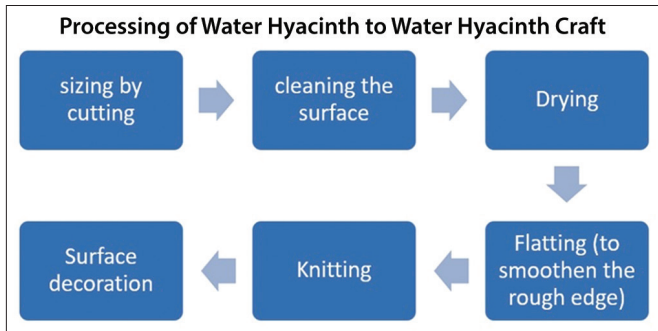 Processing of Water Hyacinth to Water Hyacinth Craft
sizing by
cutting
cleaning the
surface
Drying
Flatting (to
smoothen the
rough edge)
Knitting
Surface
decoration